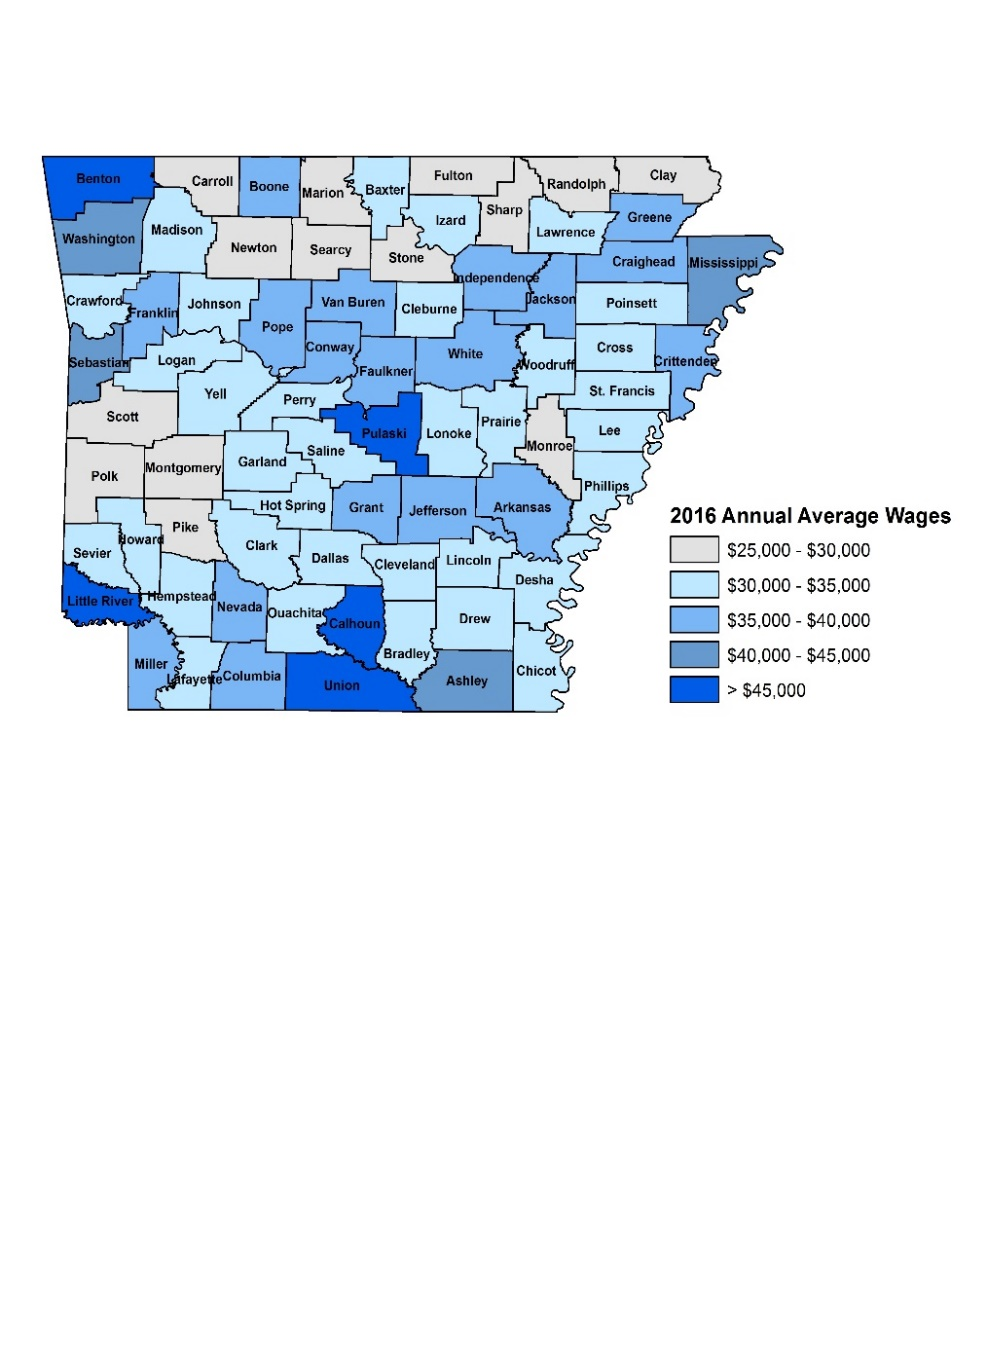 Benton
Carroll
Boone
Marion
Baxter
Fulton
Sharp
Randolph
Clay
Washington
Madison
Newton
Searcy
Stone
Izard
Lawrence
Greene
Crawford
Franklin
Johnson
Pope
Van Buren
Cleburne
Independence
Jackson
Craighead
Mississippi
Poinsett
Sebastian
Logan
Conway
Faulkner
White
Woodruff
Cross
Crittenden
Scott
Yell
Perry
Pulaski
Lonoke
Prairie
Monroe
St. Francis
Lee
Polk
Montgomery
Garland
Saline
Phillips
Hot Spring
Grant
Jefferson
Arkansas
Sevier
Howard
Pike
Clark
Dallas
Cleveland
Lincoln
Desha
Little River
Hempstead
Nevada
Ouachita
Calhoun
Bradley
Drew
Miller
Lafayette
Columbia
Union
Ashley
Chicot
2016 Annual Average Wages
$25,000 - $30,000
$30,000 - $35,000
$35,000 - $40,000
$40,000 - $45,000
> $45,000